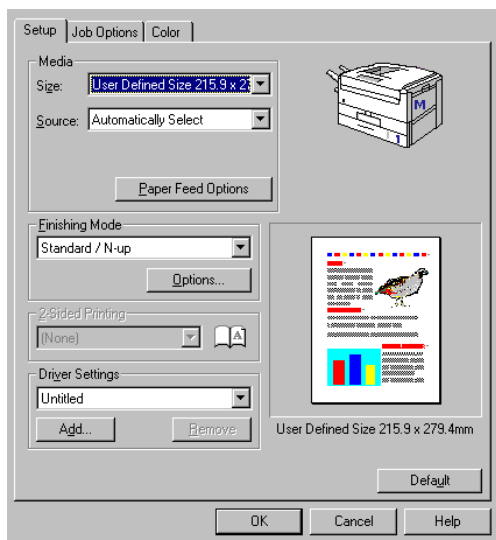 Setup Job Options Color
Media
Size: User Defined Size 215.9 x 2
Source: Automatically Select
Paper Feed Options
M
1
Finishing Mode
Standard / N-up
Options...
2-Sided Printing
(None)
A
Driver Settings
Untitled
Add... Remove
User Defined Size 215.9 x 279.4mm
Default
OK Cancel Help